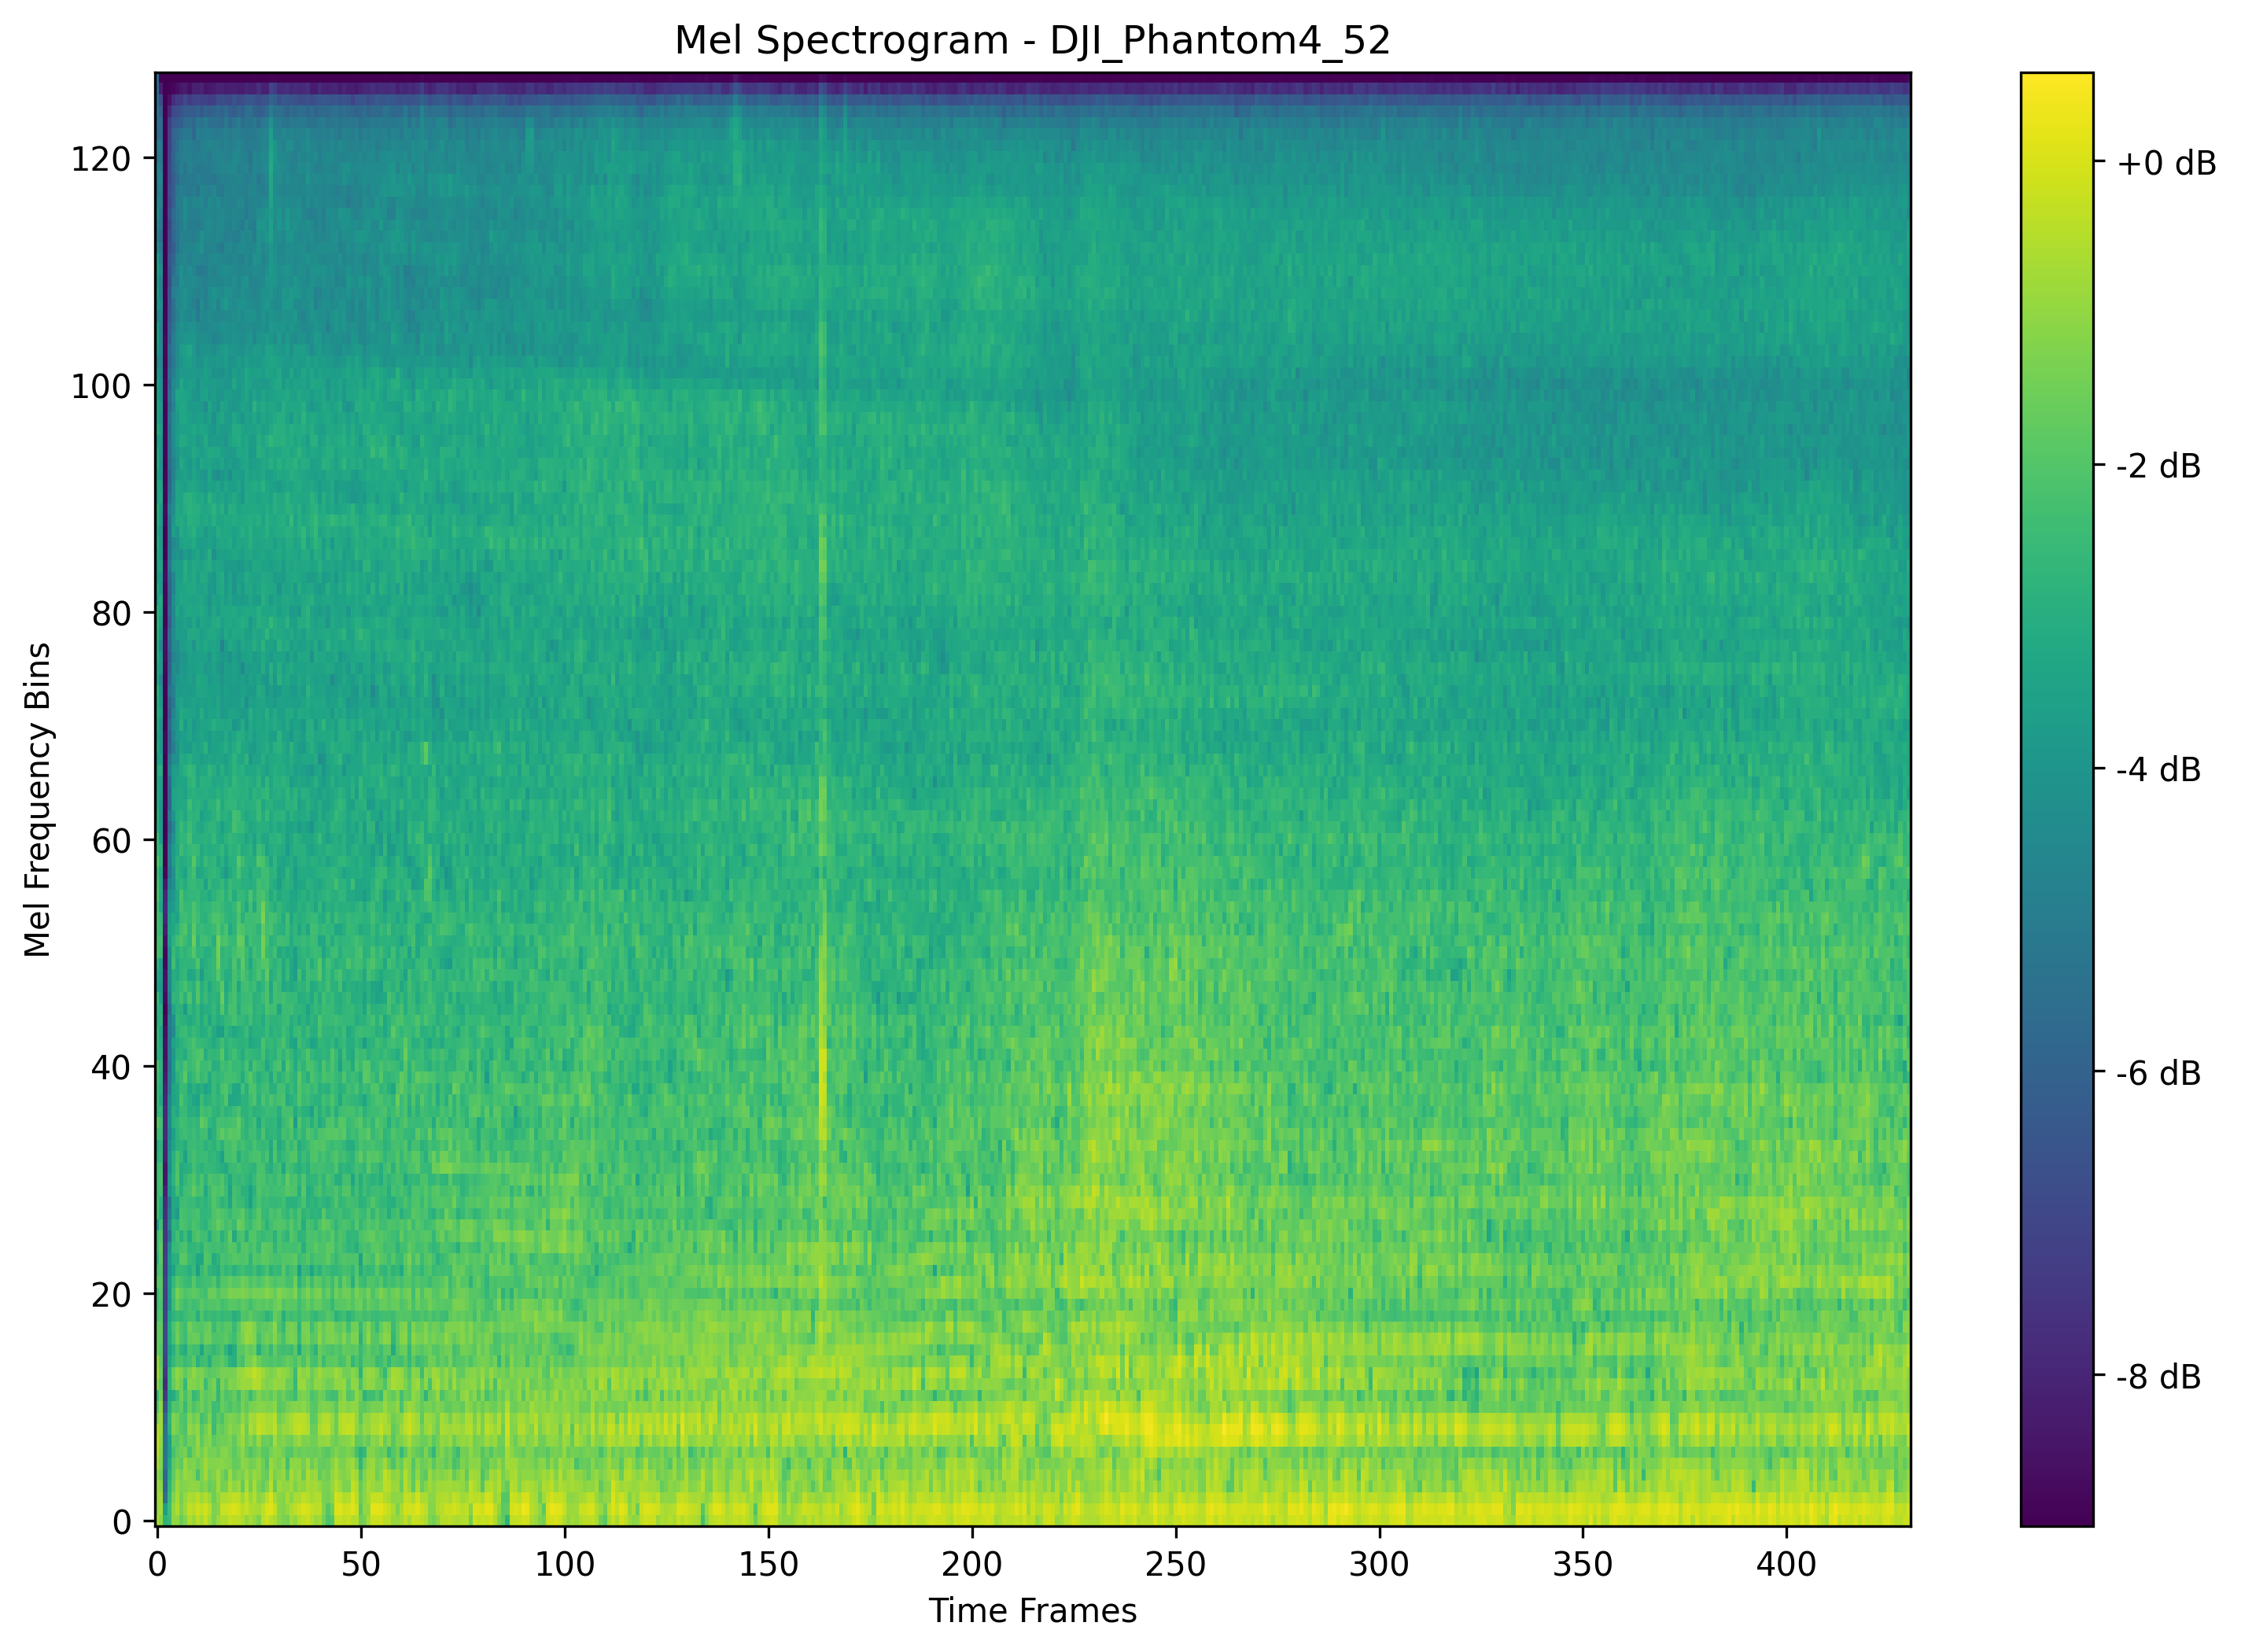 Mel Spectrogram - DJI_Phantom4_52
Mel Frequency Bins
120
100
80
60
40
20
0
0 50 100 150 200 250 300 350 400
Time Frames
+0 dB
-2 dB
-4 dB
-6 dB
-8 dB